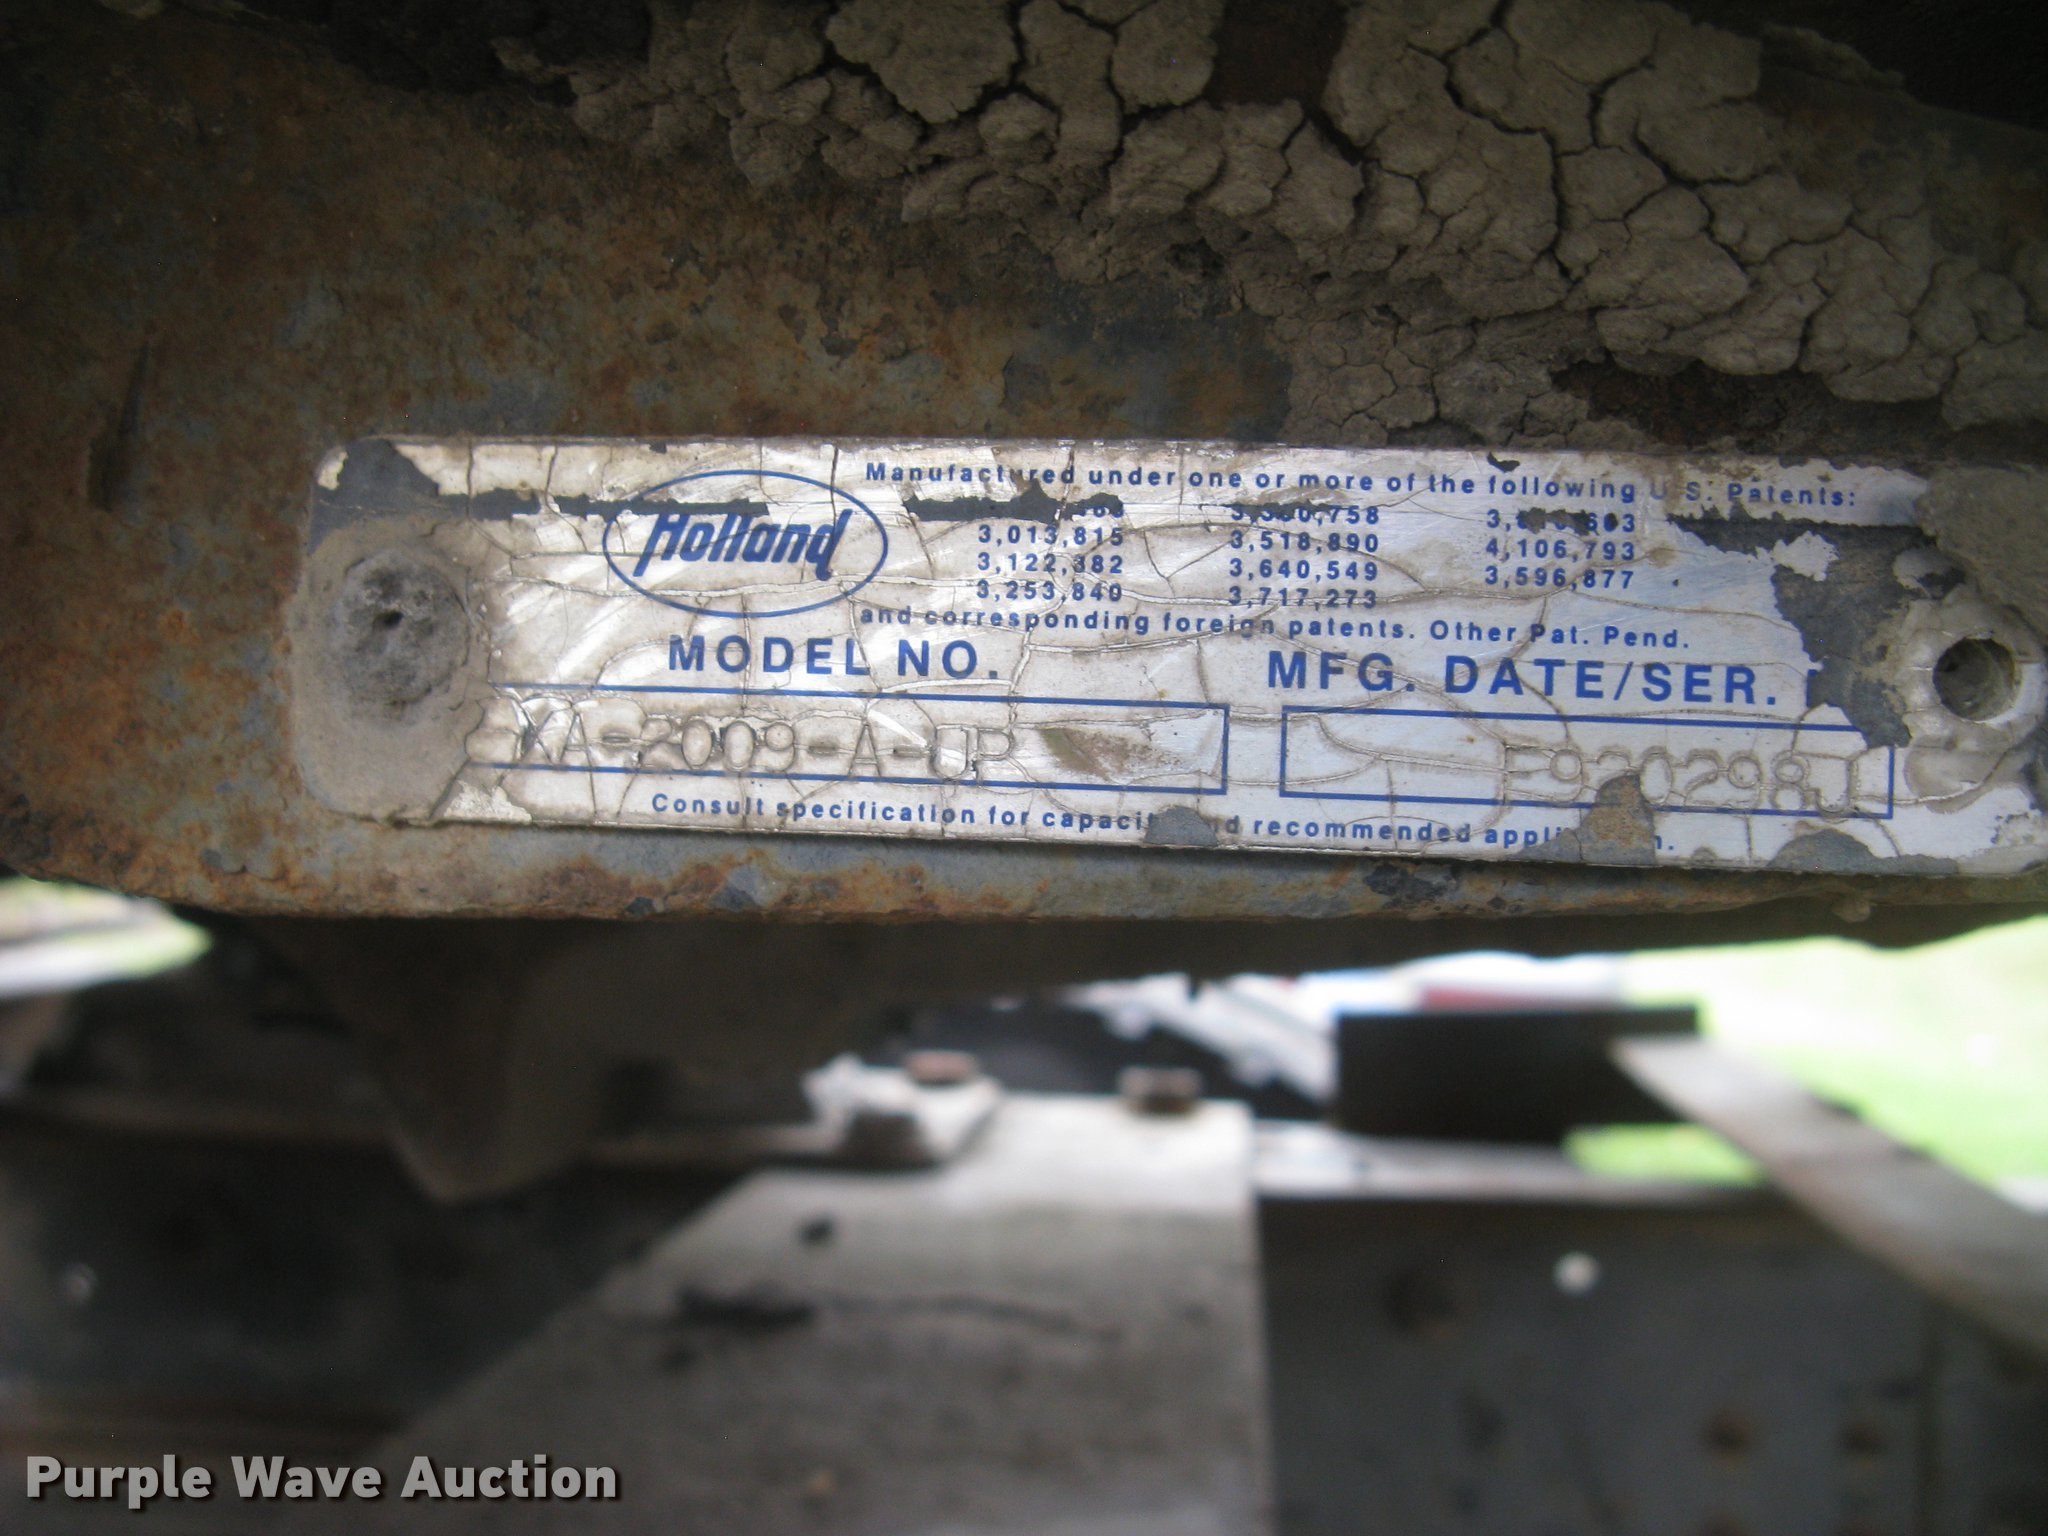 Holland
Manufactured under one or more of the following U.S. Patents:
3,013,815 3,518,890 4,106,793
3,122,382 3,640,549 3,596,877
3,253,840 3,717,273
and corresponding foreign patents. Other Pat. Pend.
MODEL NO. MFG. DATE/SER.
XA-2009-A-UP E920298J
Consult specification for recommended
Purple Wave Auction